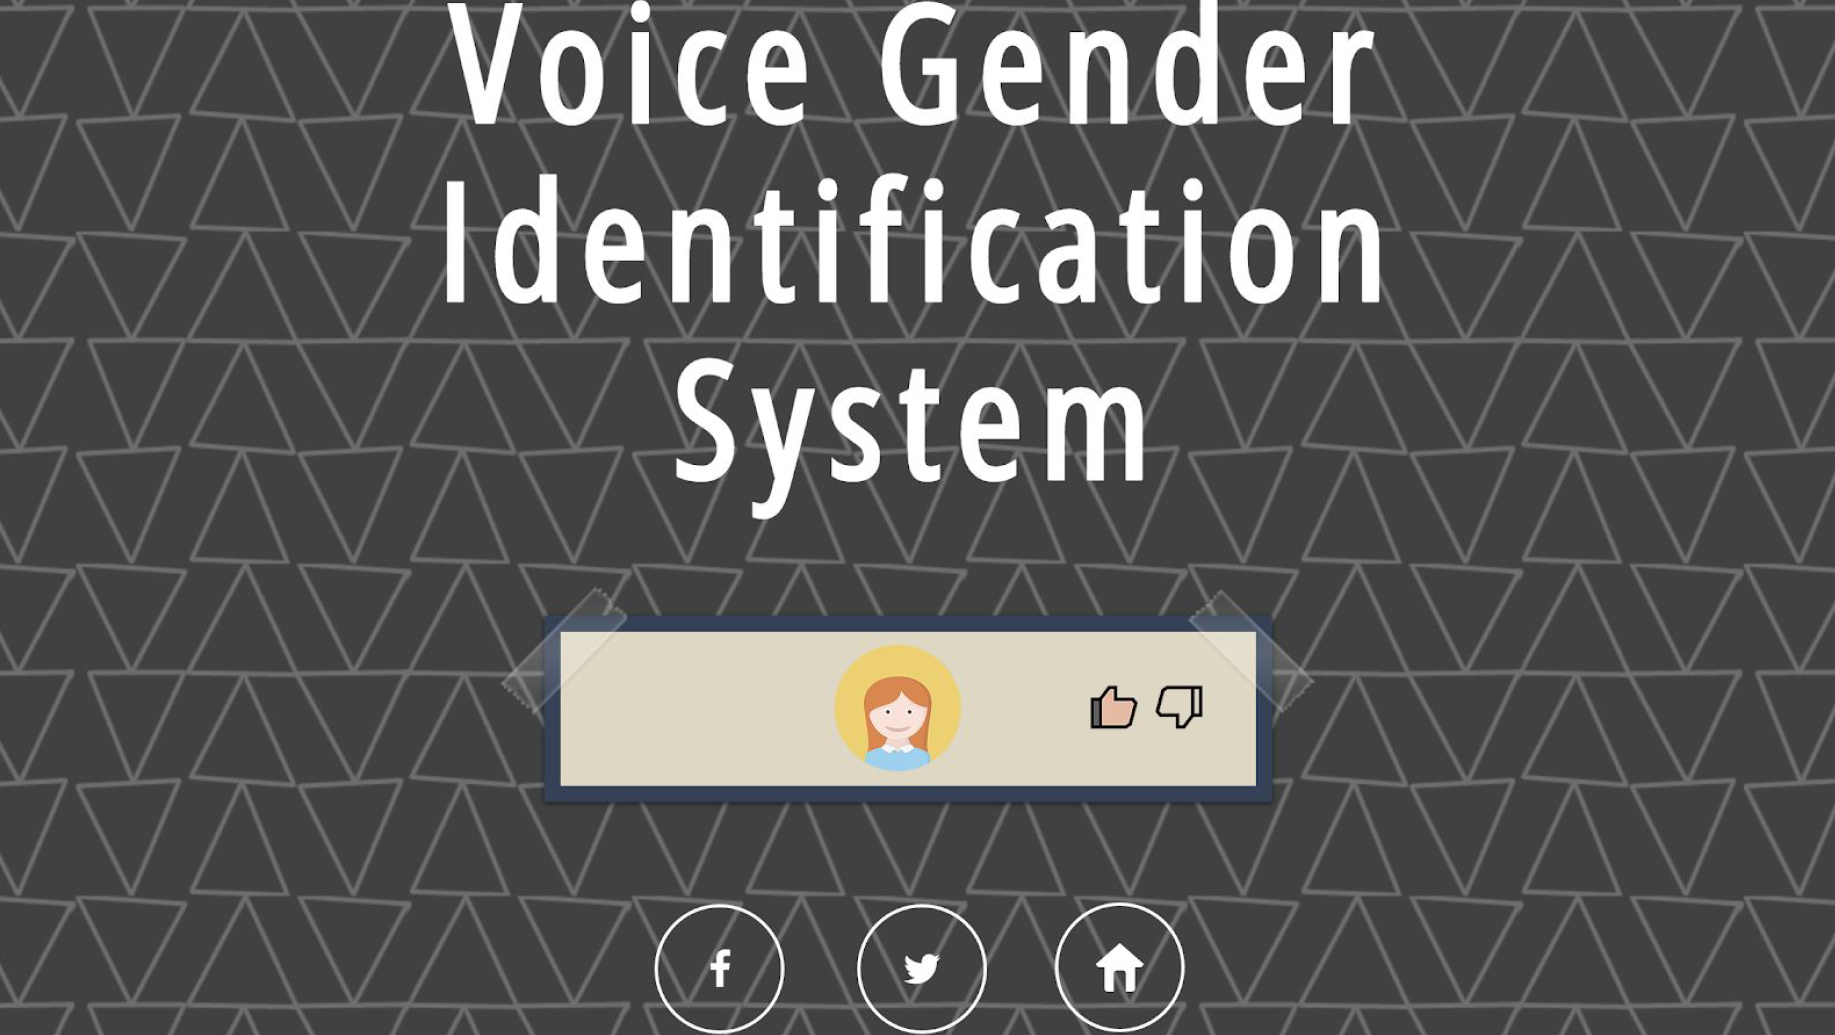 Voice Gender
Identification
System